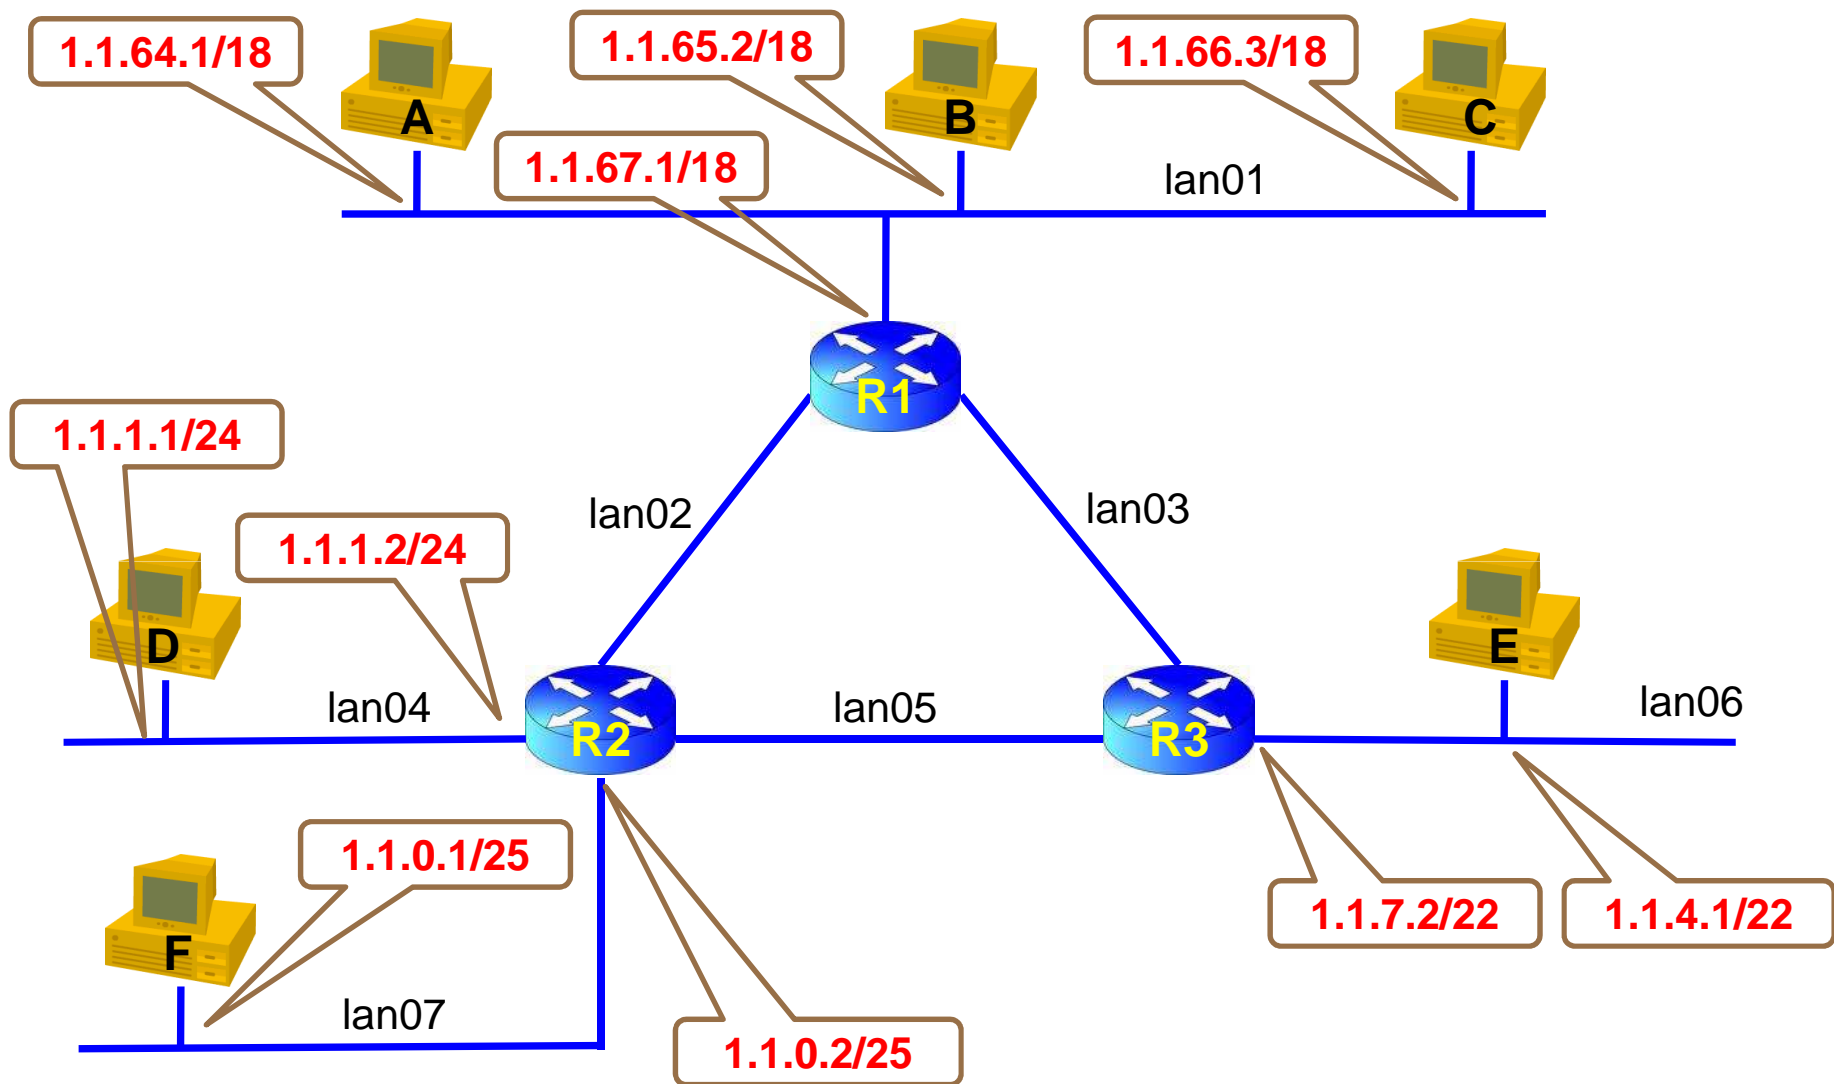 1.1.64.1/18
1.1.65.2/18
1.1.66.3/18
A
B
C
1.1.67.1/18
lan01
R1
1.1.1.1/24
lan02
lan03
1.1.1.2/24
D
E
lan04
lan05
lan06
R2
R3
1.1.0.1/25
1.1.7.2/22
1.1.4.1/22
F
lan07
1.1.0.2/25